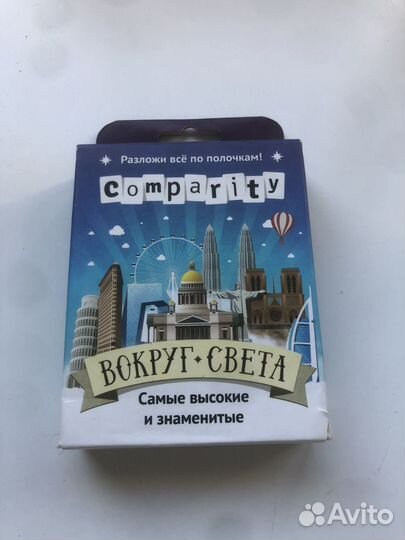 Разложи всё по полочкам!
comparity
ВОКРУГ СВЕТА
Самые высокие
и знаменитые
Avito